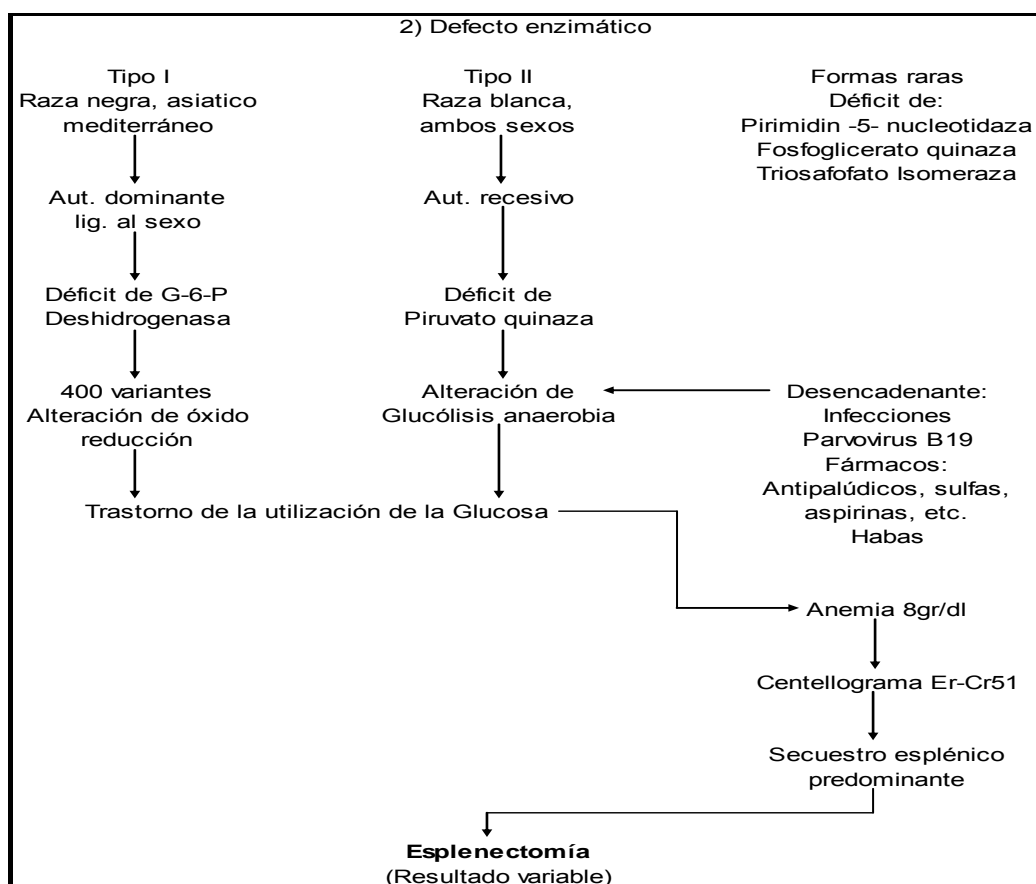 2) Defecto enzimático
Tipo I
Raza negra, asiatico
mediterráneo
Aut. dominante
lig. al sexo
Déficit de G-6-P
Deshidrogenasa
400 variantes
Alteración de óxido
reducción
Tipo II
Raza blanca,
ambos sexos
Aut. recesivo
Déficit de
Piruvato quinaza
Alteración de
Glucólisis anaerobia
Trastorno de la utilización de la Glucosa
Formas raras
Déficit de:
Pirimidin -5- nucleotidaza
Fosfoglicerato quinaza
Triosafofato Isomeraza
Desencadenante:
Infecciones
Parvovirus B19
Fármacos:
Antipalúdicos, sulfas,
aspirinas, etc.
Habas
Anemia 8gr/dl
Centellograma Er-Cr51
Secuestro esplénico
predominante
Esplenectomía
(Resultado variable)